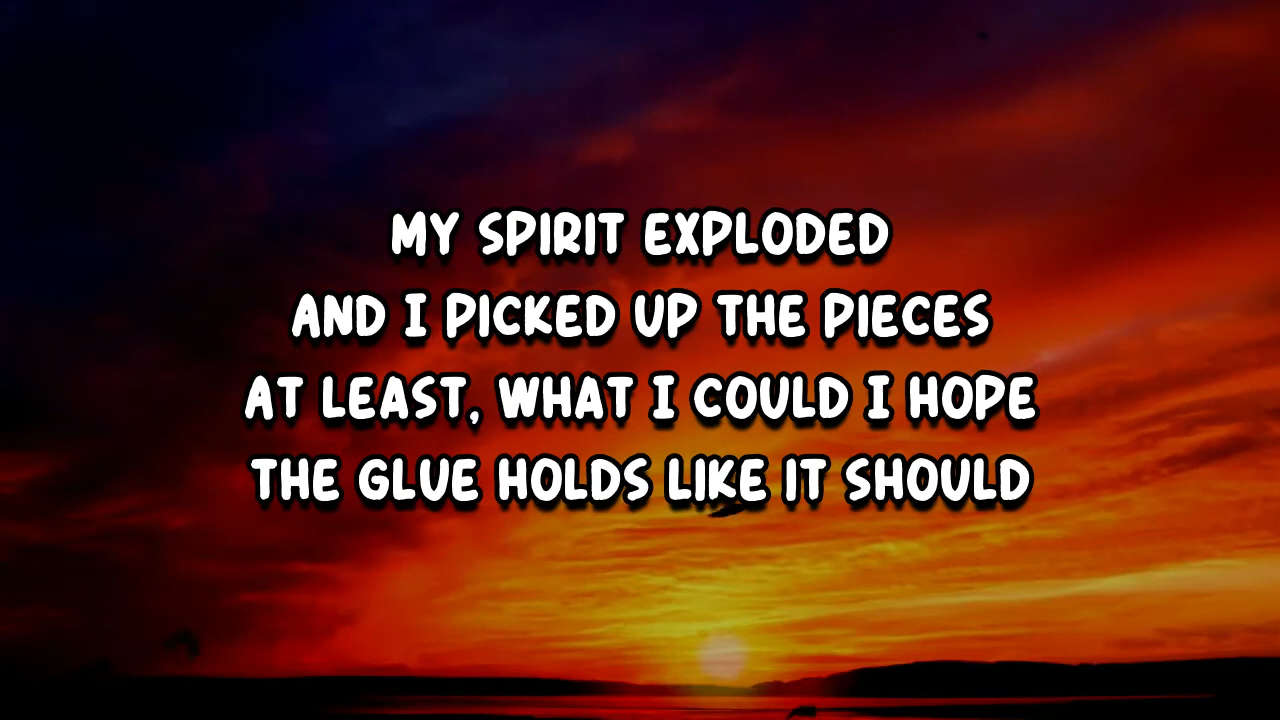 MY SPIRIT EXPLODED
AND I PICKED UP THE PIECES
AT LEAST, WHAT I COULD I HOPE
THE GLUE HOLDS LIKE IT SHOULD